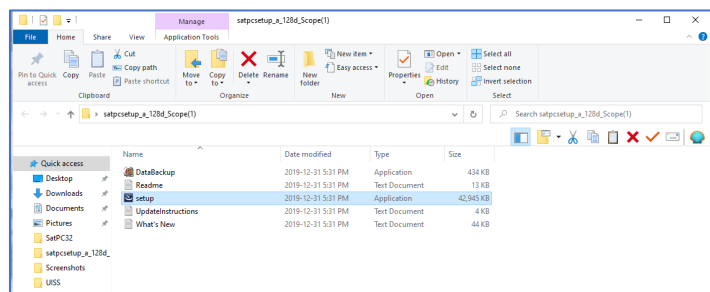 Manage satpcsetup_a_128d_Scope(1)
File Home Share View Application Tools
Pin to Quick access
Copy
Paste
Cut
Copy path
Paste shortcut
Move to
Copy to
Delete
Rename
New folder
New item
Easy access
Properties
Open
Edit
History
Select all
Select none
Invert selection
Clipboard Organize New Open Select
satpcsetup_a_128d_Scope(1)
Search satpcsetup_a_128d_Scope(1)
Name Date modified Type Size
Quick access
Desktop
Downloads
Documents
Pictures
SatPC32
satpcsetup_a_128d_
Screenshots
UISS
DataBackup 2019-12-31 5:31 PM Application 434 KB
Readme 2019-12-31 5:31 PM Text Document 13 KB
setup 2019-12-31 5:31 PM Application 42,945 KB
UpdateInstructions 2019-12-31 5:31 PM Text Document 4 KB
What's New 2019-12-31 5:31 PM Text Document 44 KB